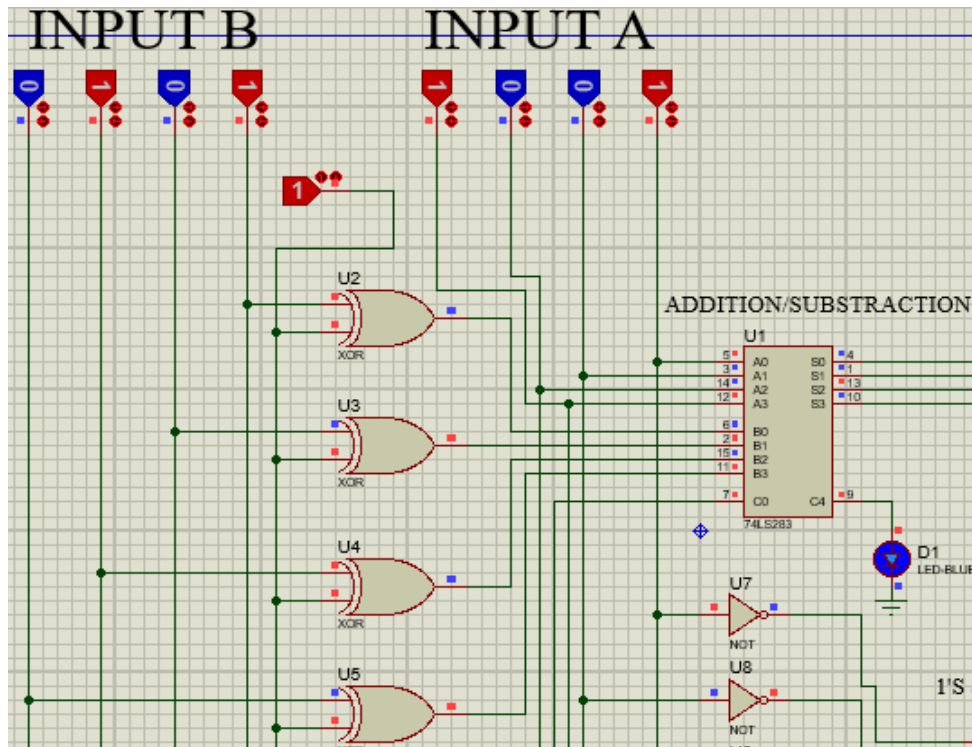 INPUT B INPUT A
0 1 0 1 1 0 0 1
1
U2
XOR
ADDITION/SUBSTRACTION
U1
5 A0 S0 4
3 A1 S1 1
14 A2 S2 13
12 A3 S3 10
6 B0
2 B1
15 B2
11 B3
7 C0 C4 9
74LS283
U3
XOR
D1
LED-BLUE
U4
XOR
U7
NOT
U8
NOT
1'S
U5
XOR